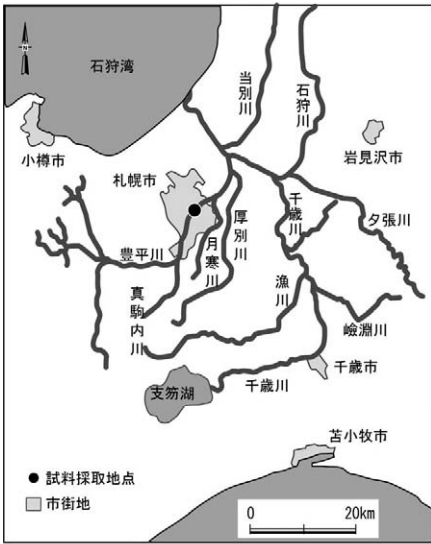 N
石狩湾
当別川
石狩川
小樽市
岩見沢市
札幌市
千歳川
夕張川
厚別川
月寒川
豊平川
漁川
真駒内川
嶮淵川
千歳市
支笏湖
千歳川
苫小牧市
試料採取地点
市街地
0 20km